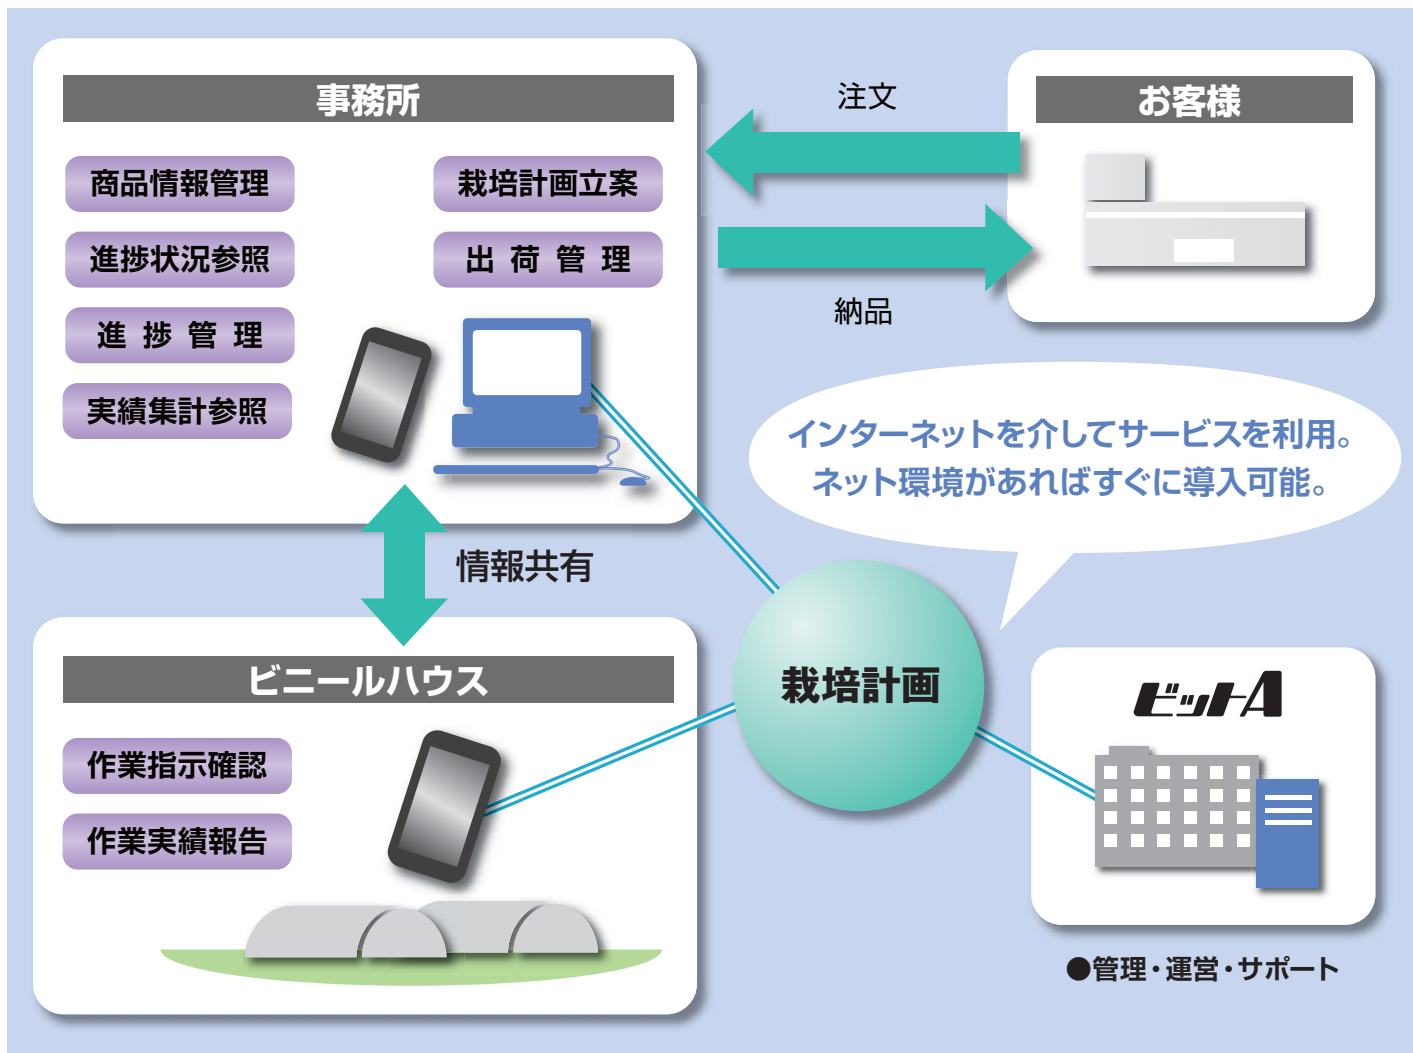 事務所
商品情報管理
栽培計画立案
進捗状況参照
出荷管理
進捗管理
実績集計参照
注文
納品
お客様
インターネットを介してサービスを利用。
ネット環境があればすぐに導入可能。
情報共有
ビニールハウス
作業指示確認
作業実績報告
栽培計画
ビットA
●管理・運営・サポート